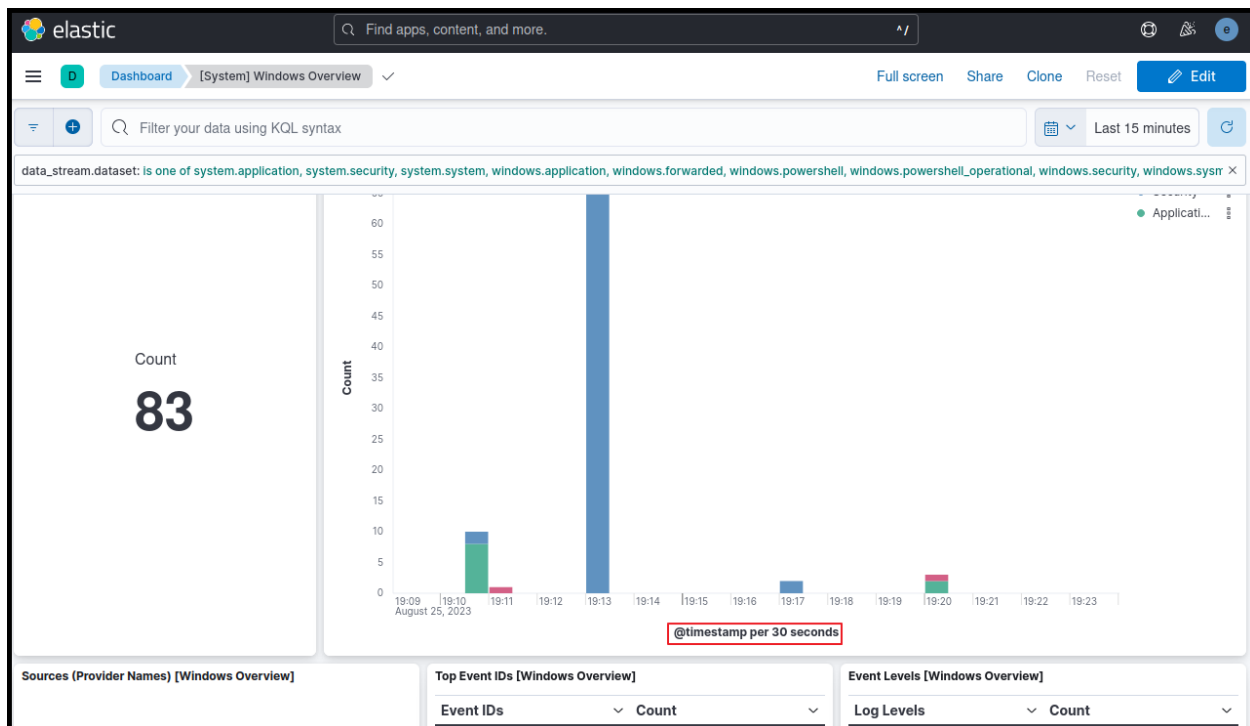 elastic
Find apps, content, and more.
^/
e
D
Dashboard
[System] Windows Overview
Full screen
Share
Clone
Reset
Edit
Filter your data using KQL syntax
Last 15 minutes
data_stream.dataset: is one of system.application, system.security, system.system, windows.application, windows.forwarded, windows.powershell, windows.powershell_operational, windows.security, windows.sysm
Applicati...
60
55
50
45
40
35
30
25
20
15
10
5
0
Count
83
Count
19:09 19:10 19:11 19:12 19:13 19:14 19:15 19:16 19:17 19:18 19:19 19:20 19:21 19:22 19:23
August 25, 2023
@timestamp per 30 seconds
Sources (Provider Names) [Windows Overview]
Top Event IDs [Windows Overview]
Event IDs
Count
Event Levels [Windows Overview]
Log Levels
Count